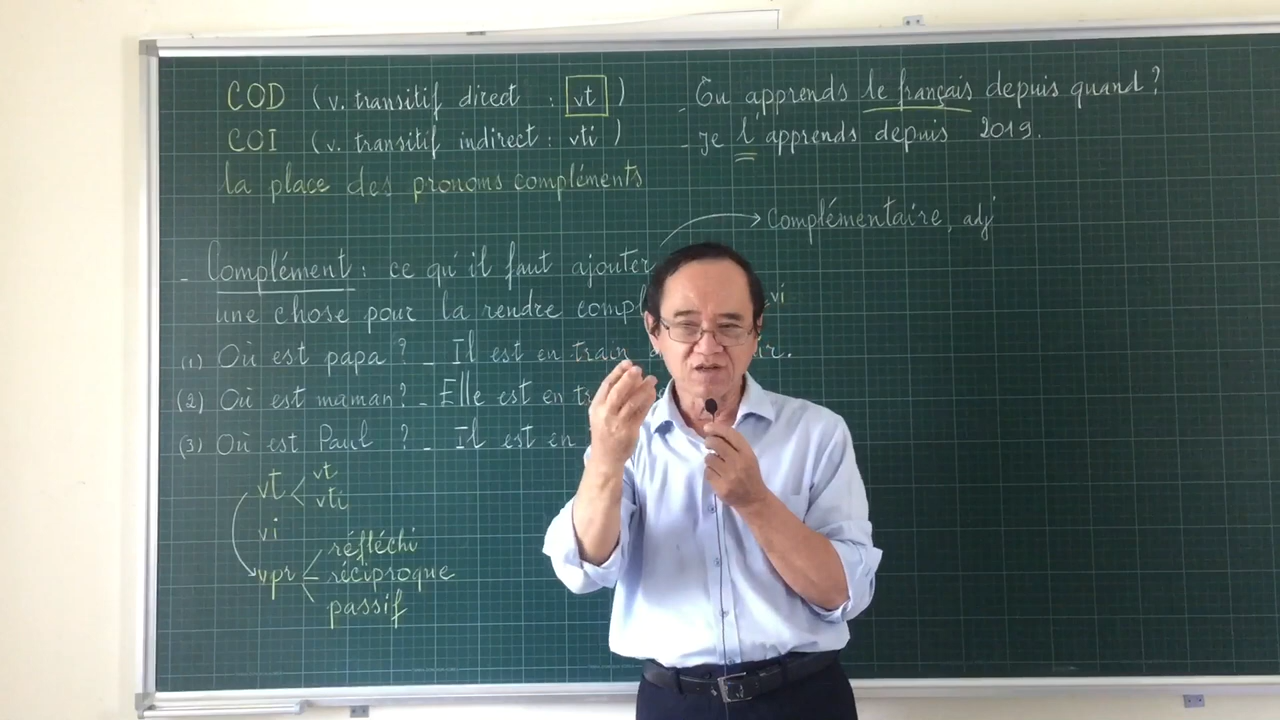 COD (v. transitif direct : vt)
COI (v. transitif indirect : vti)
la place des pronoms compléments
- Tu apprends le français depuis quand ?
- Je l'apprends depuis 2019.
complémentaire, adj
- Complément : ce qu'il faut ajouter
une chose pour la rendre
vi
(1) Où est papa ? - Il est en train
(2) Où est maman ? - Elle est en
(3) Où est Paul ? - Il est en
vt
vt
vti
vi
vpr
réfléchi
réciproque
passif